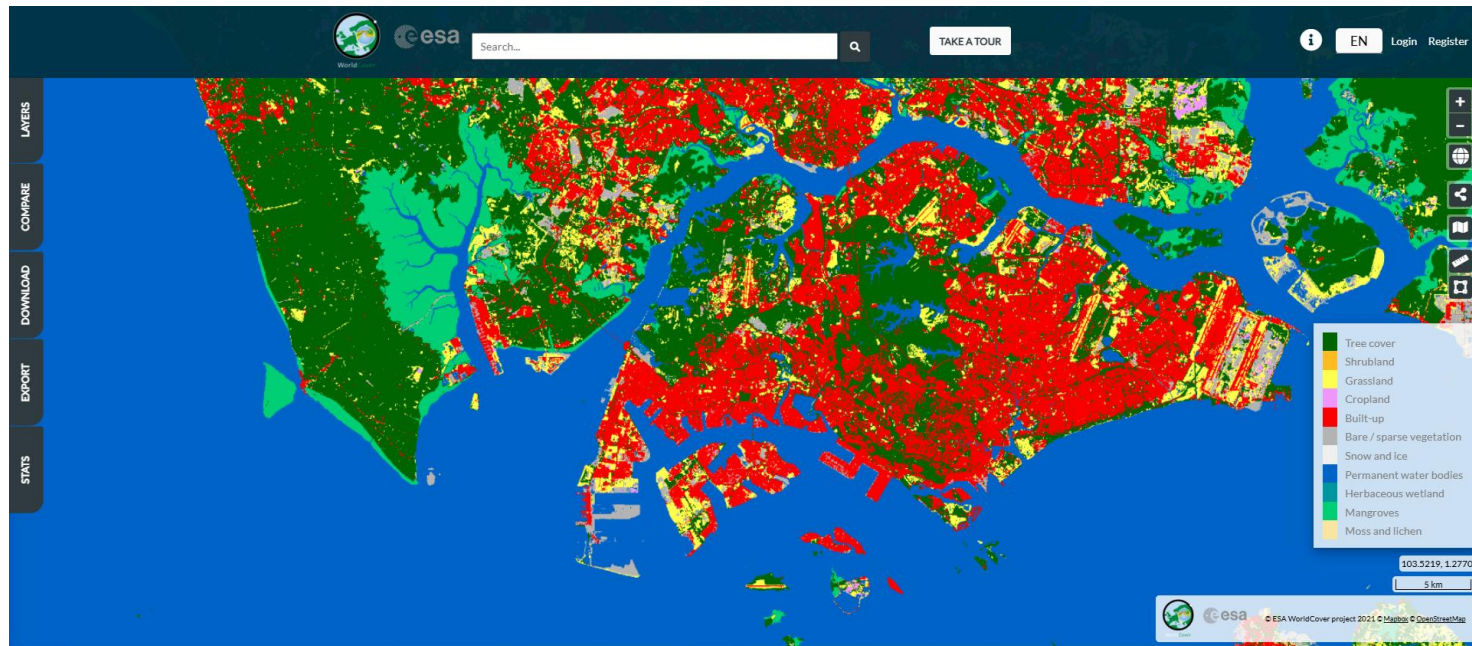 World Cover
esa
Search...
TAKE A TOUR
EN
Login
Register
LAYERS
COMPARE
DOWNLOAD
EXPORT
STATS
+
−
Tree cover
Shrubland
Grassland
Cropland
Built-up
Bare / sparse vegetation
Snow and ice
Permanent water bodies
Herbaceous wetland
Mangroves
Moss and lichen
103.5219, 1.2770
5 km
esa
© ESA WorldCover project 2021 © Mapbox © OpenStreetMap